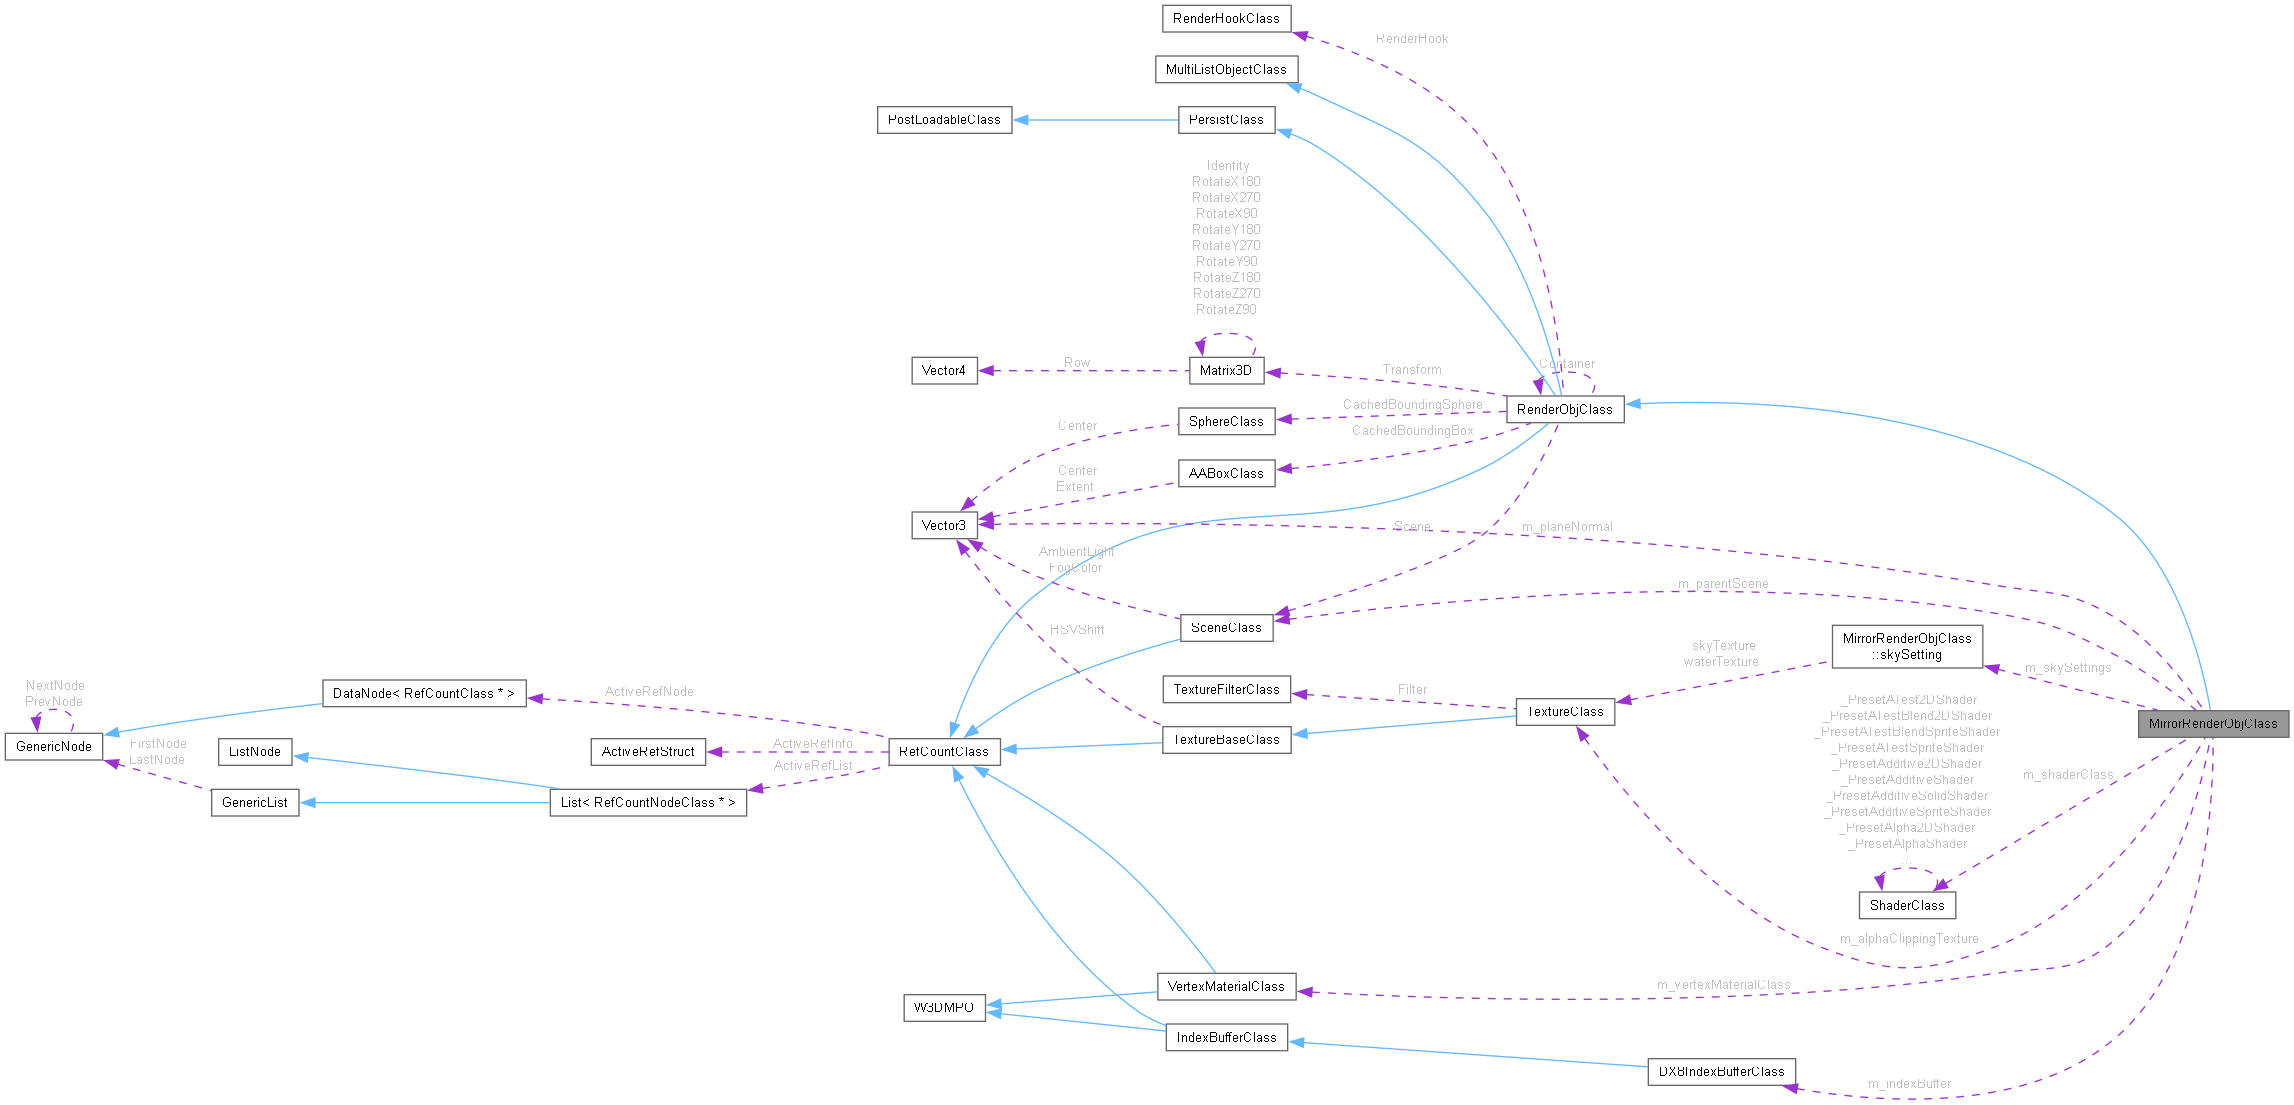 RenderHookClass
RenderHook
MultiListObjectClass
PostLoadableClass
PersistClass
Identity
RotateX180
RotateX270
RotateX90
RotateY180
RotateY270
RotateY90
RotateZ180
RotateZ270
RotateZ90
...
Vector4
Row
Matrix3D
Transform
Container
RenderObjClass
CachedBoundingSphere
SphereClass
Center
CachedBoundingBox
AABoxClass
Center
Extent
Vector3
Scene
m_planeNormal
AmbientLight
FogColor
m_parentScene
SceneClass
HSVShift
MirrorRenderObjClass
::skySetting
skyTexture
waterTexture
m_skySettings
NextNode
PrevNode
DataNode< RefCountClass * >
ActiveRefNode
TextureFilterClass
Filter
TextureClass
_PresetATest2DShader
_PresetATestBlend2DShader
_PresetATestBlendSpriteShader
_PresetATestSpriteShader
_PresetAdditive2DShader
_PresetAdditiveShader
_PresetAdditiveSolidShader
_PresetAdditiveSpriteShader
_PresetAlpha2DShader
_PresetAlphaShader
...
MirrorRenderObjClass
GenericNode
FirstNode
LastNode
ListNode
ActiveRefStruct
ActiveRefInfo
ActiveRefList
RefCountClass
TextureBaseClass
m_shaderClass
GenericList
List< RefCountNodeClass * >
ShaderClass
m_alphaClippingTexture
VertexMaterialClass
m_vertexMaterialClass
W3DMPO
IndexBufferClass
DX8IndexBufferClass
m_indexBuffer